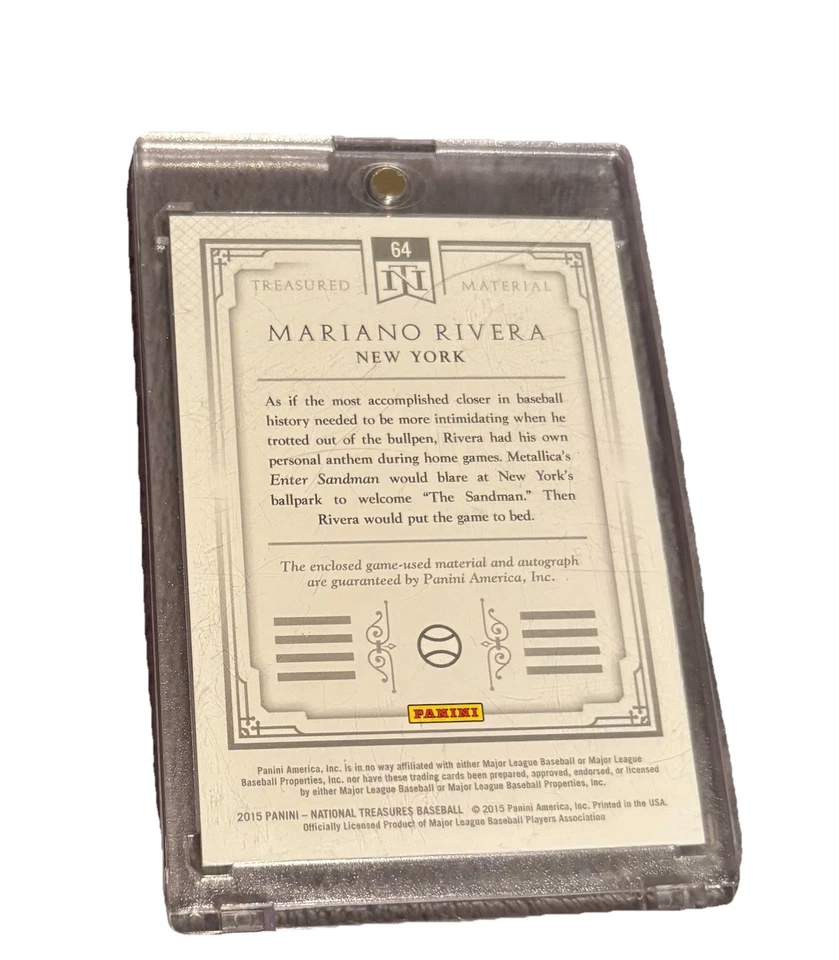 64
NT
TREASURED MATERIAL
MARIANO RIVERA
NEW YORK
As if the most accomplished closer in baseball
history needed to be more intimidating when he
trotted out of the bullpen, Rivera had his own
personal anthem during home games. Metallica's
Enter Sandman would blare at New York's
ballpark to welcome “The Sandman.” Then
Rivera would put the game to bed.
The enclosed game-used material and autograph
are guaranteed by Panini America, Inc.
PANINI
Panini America, Inc. is in no way affiliated with either Major League Baseball or Major League
Baseball Properties, Inc. nor have these trading cards been prepared, approved, endorsed, or licensed
by either Major League Baseball or Major League Baseball Properties, Inc.
2015 PANINI – NATIONAL TREASURES BASEBALL © 2015 Panini America, Inc. Printed in the USA.
Officially Licensed Product of Major League Baseball Players Association